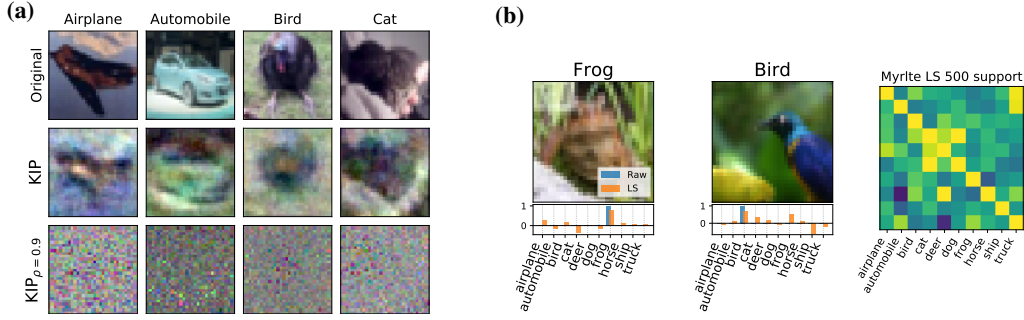 (a)
Airplane Automobile Bird Cat
Original
KIP
KIPρ = 0.9
(b)
Frog
Raw
LS
1
0
airplane
automobile
bird
cat
deer
dog
frog
horse
ship
truck
Bird
1
0
airplane
automobile
bird
cat
deer
dog
frog
horse
ship
truck
Myrlte LS 500 support
airplane
automobile
bird
cat
deer
dog
frog
horse
ship
truck